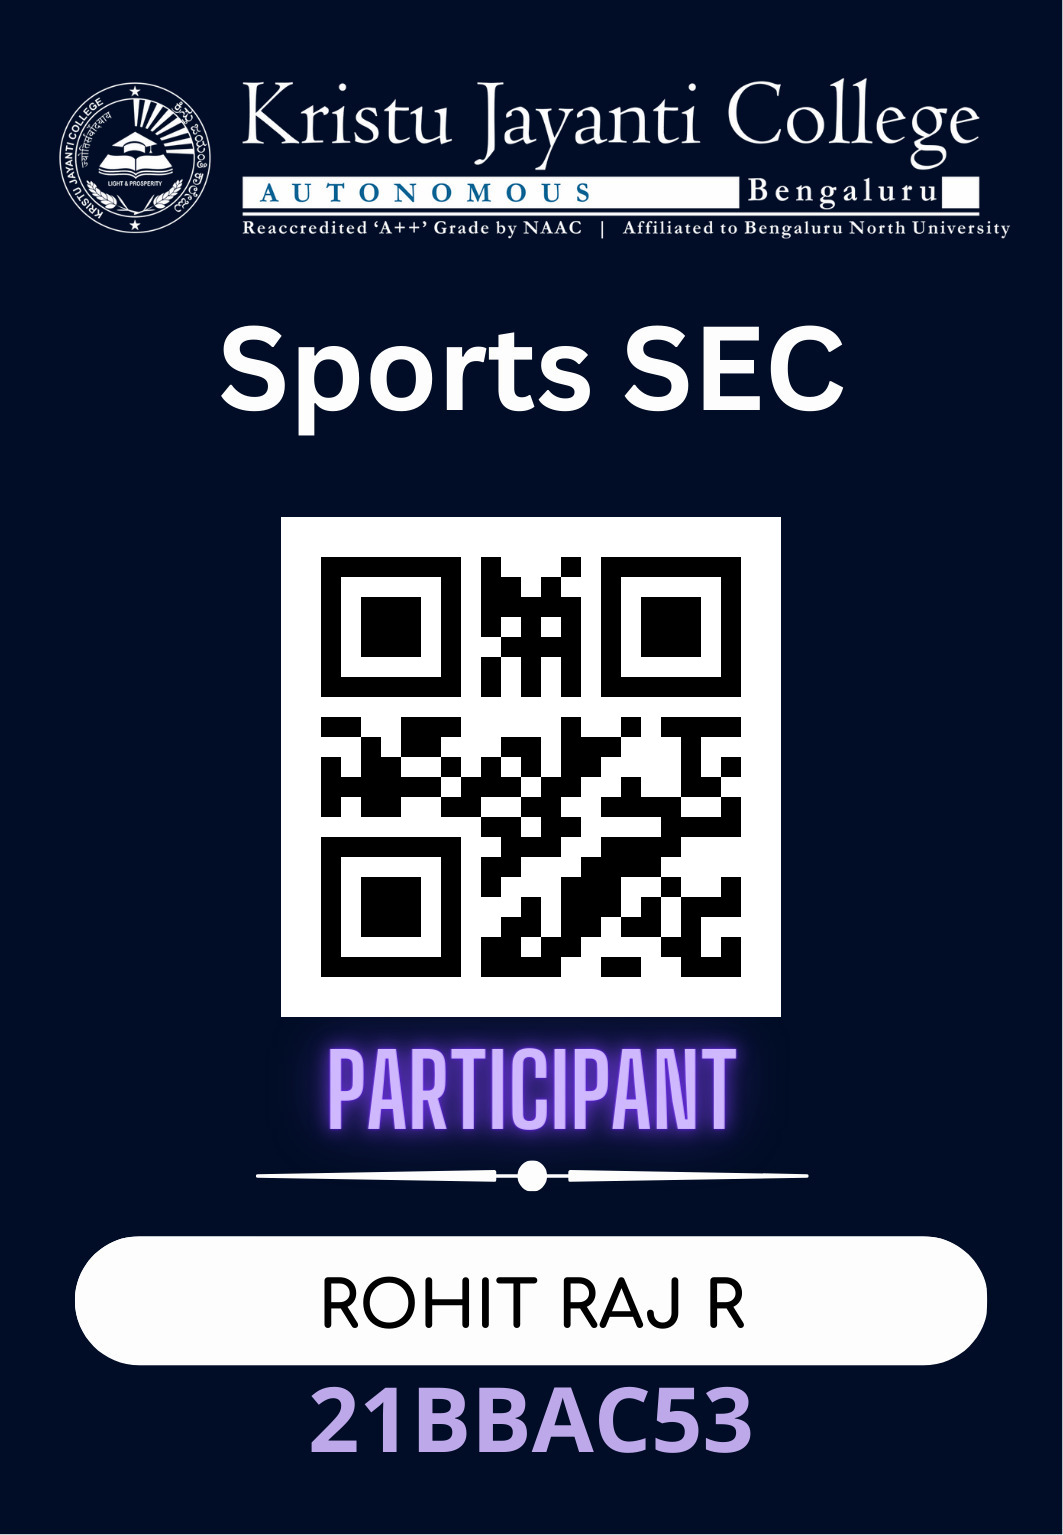 KRISTU JAYANTI COLLEGE
ಕ್ರಿಸ್ತು ಜಯಂತಿ ಕಾಲೇಜು
LIGHT & PROSPERITY
Kristu Jayanti College
AUTONOMOUS Bengaluru
Reaccredited ‘A++’ Grade by NAAC | Affiliated to Bengaluru North University
Sports SEC
PARTICIPANT
ROHIT RAJ R
21BBAC53